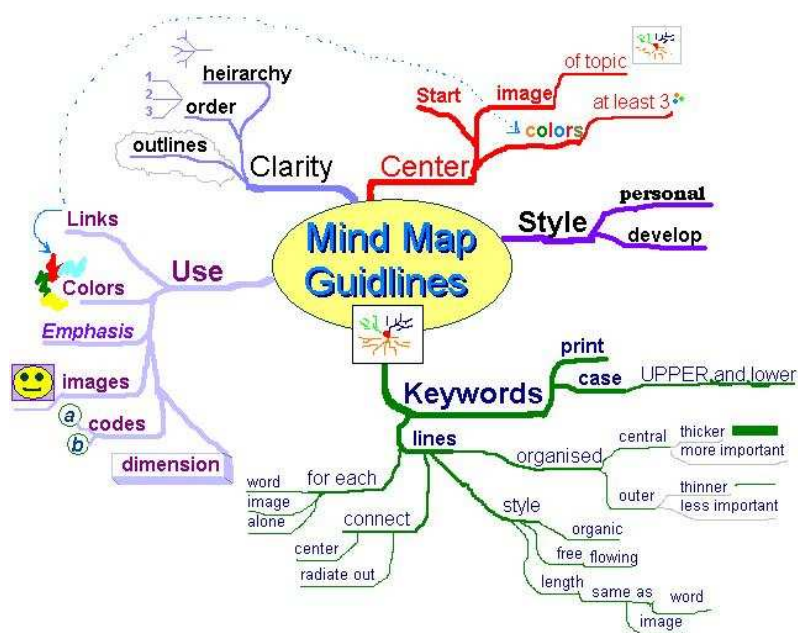 Mind Map
Guidlines
Center
Start
image
of topic
colors
at least 3
Style
personal
develop
Keywords
print
case
UPPER and lower
lines
organised
central
thicker
more important
outer
thinner
less important
style
organic
free flowing
length
same as
word
image
connect
center
radiate out
for each
word
image
alone
Use
Links
Colors
Emphasis
images
codes
a
b
dimension
Clarity
heirarchy
order
1
2
3
outlines